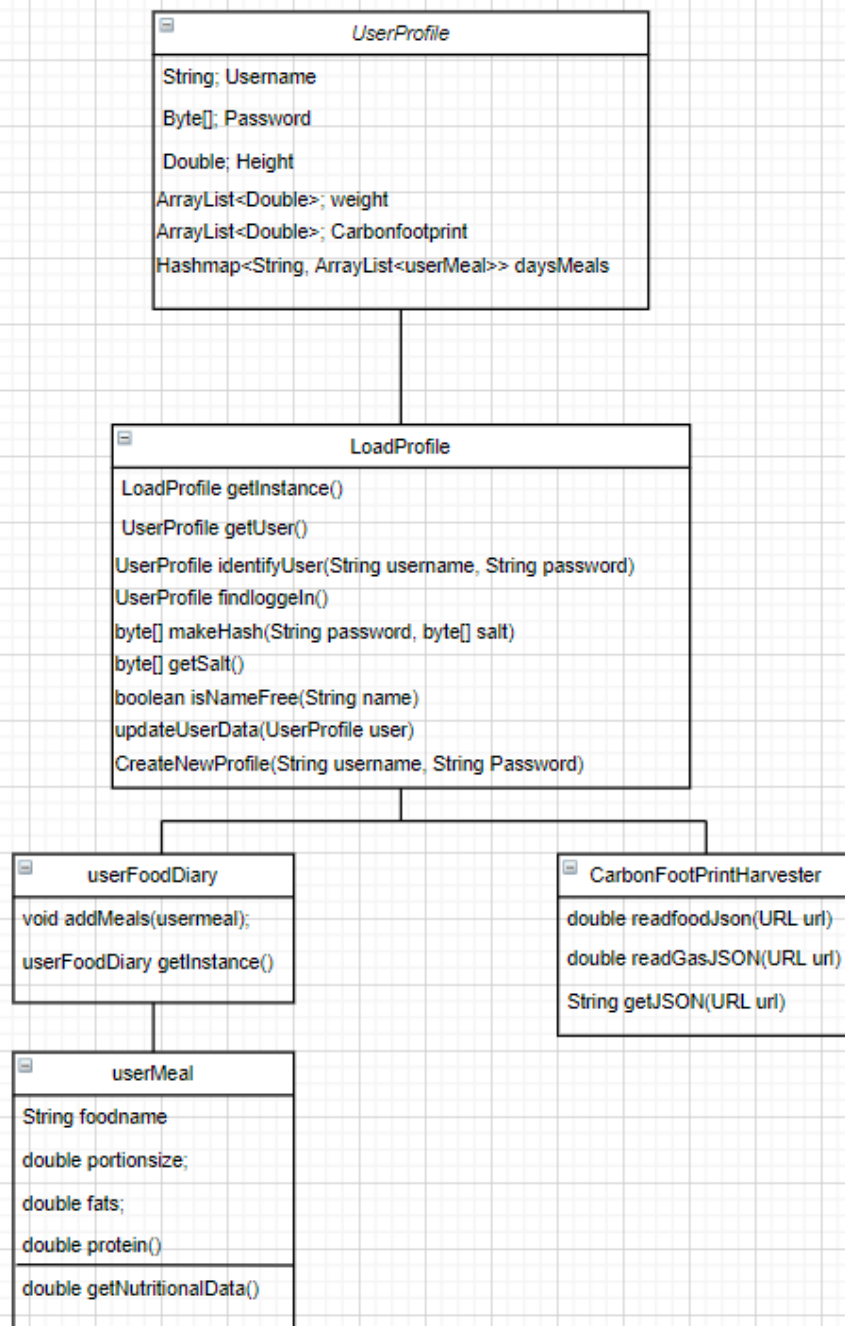 UserProfile
String; Username
Byte[]; Password
Double; Height
ArrayList<Double>; weight
ArrayList<Double>; Carbonfootprint
Hashmap<String, ArrayList<userMeal>> daysMeals
LoadProfile
LoadProfile getInstance()
UserProfile getUser()
UserProfile identifyUser(String username, String password)
UserProfile findloggeIn()
byte[] makeHash(String password, byte[] salt)
byte[] getSalt()
boolean isNameFree(String name)
updateUserData(UserProfile user)
CreateNewProfile(String username, String Password)
userFoodDiary
void addMeals(usermeal);
userFoodDiary getInstance()
CarbonFootPrintHarvester
double readfoodJson(URL url)
double readGasJSON(URL url)
String getJSON(URL url)
userMeal
String foodname
double portionsize;
double fats;
double protein()
double getNutritionalData()